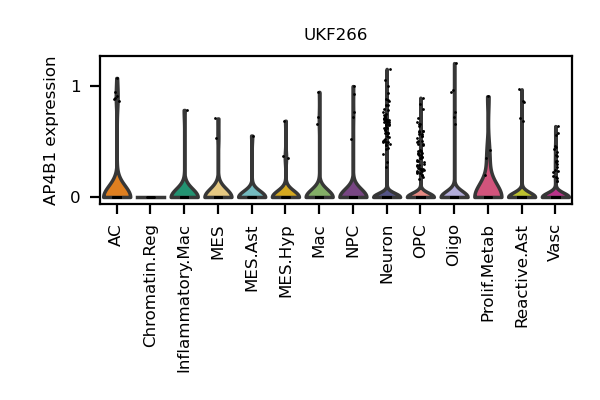 UKF266
AP4B1 expression
1
0
AC
Chromatin.Reg
Inflammatory.Mac
MES
MES.Ast
MES.Hyp
Mac
NPC
Neuron
OPC
Oligo
Prolif.Metab
Reactive.Ast
Vasc